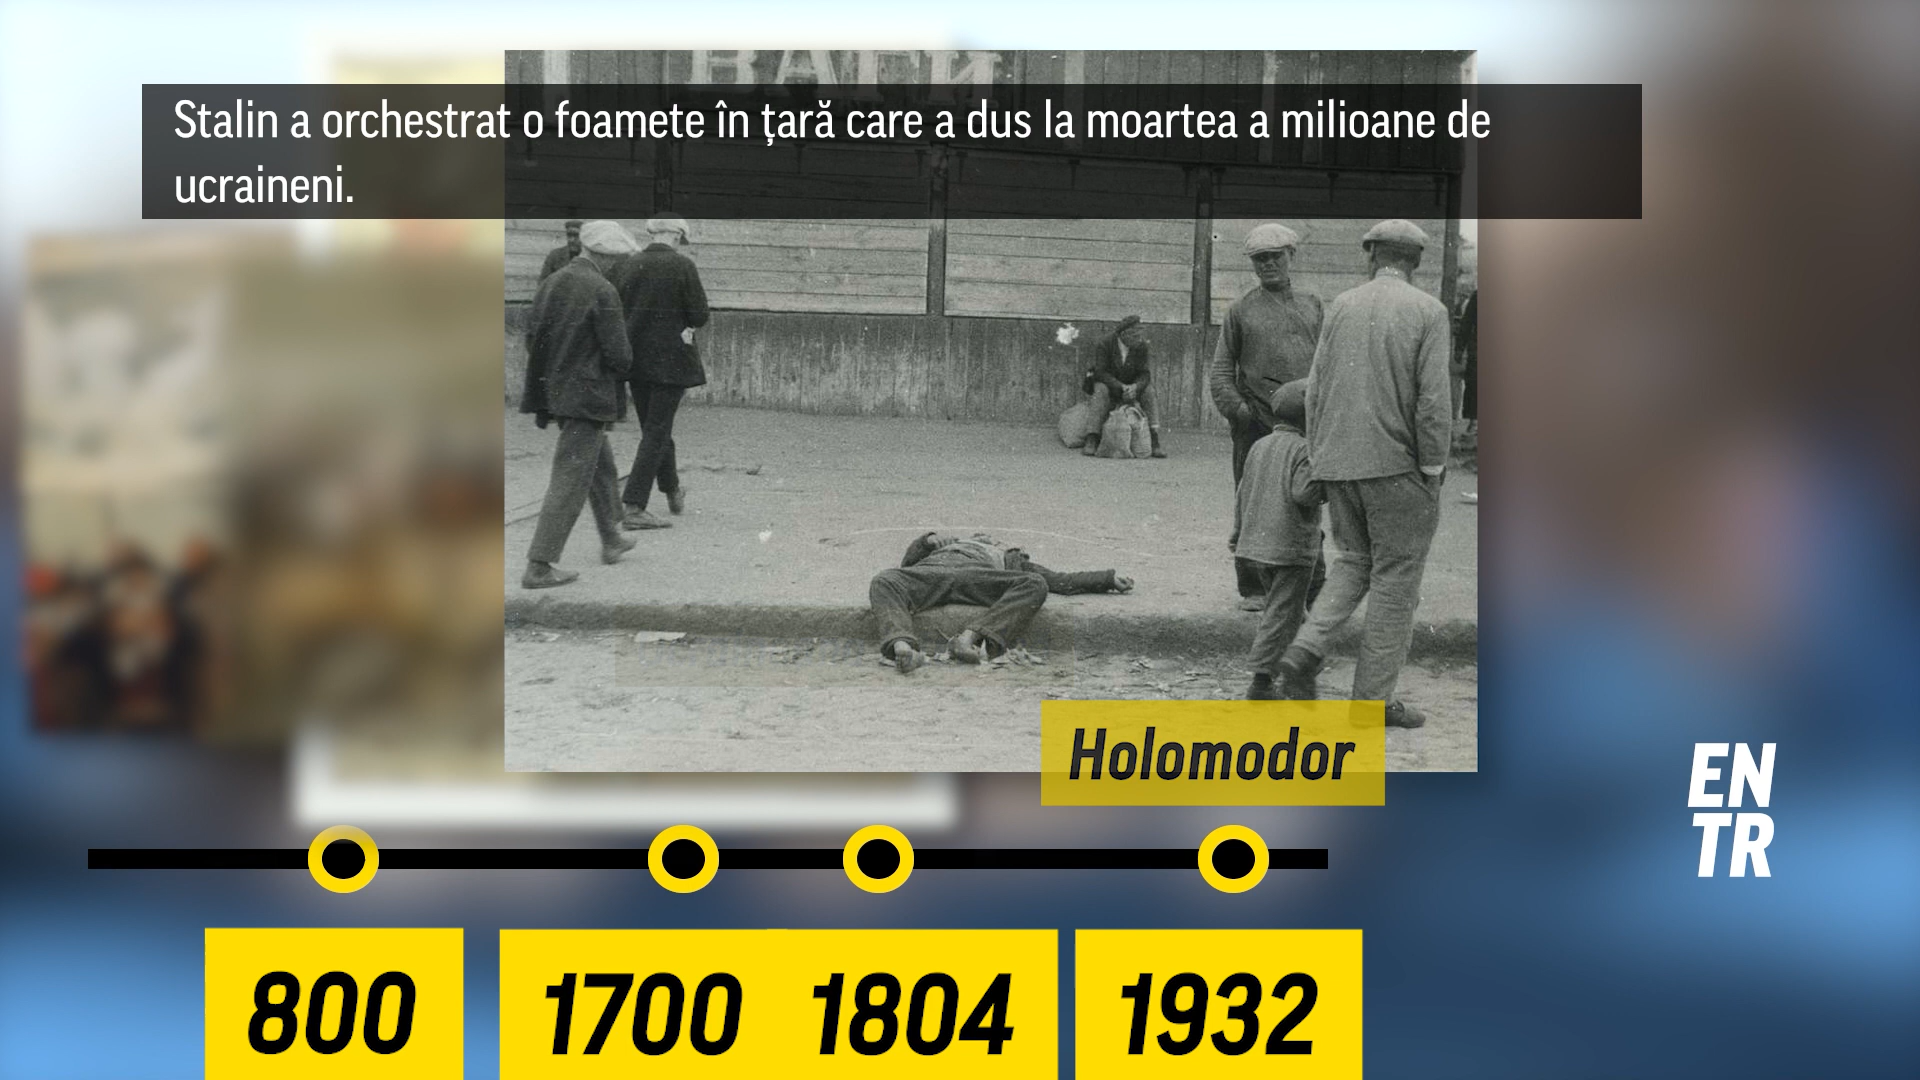 ВАГИ
Stalin a orchestrat o foamete în țară care a dus la moartea a milioane de
ucraineni.
Holomodor
EN
TR
800 1700 1804 1932